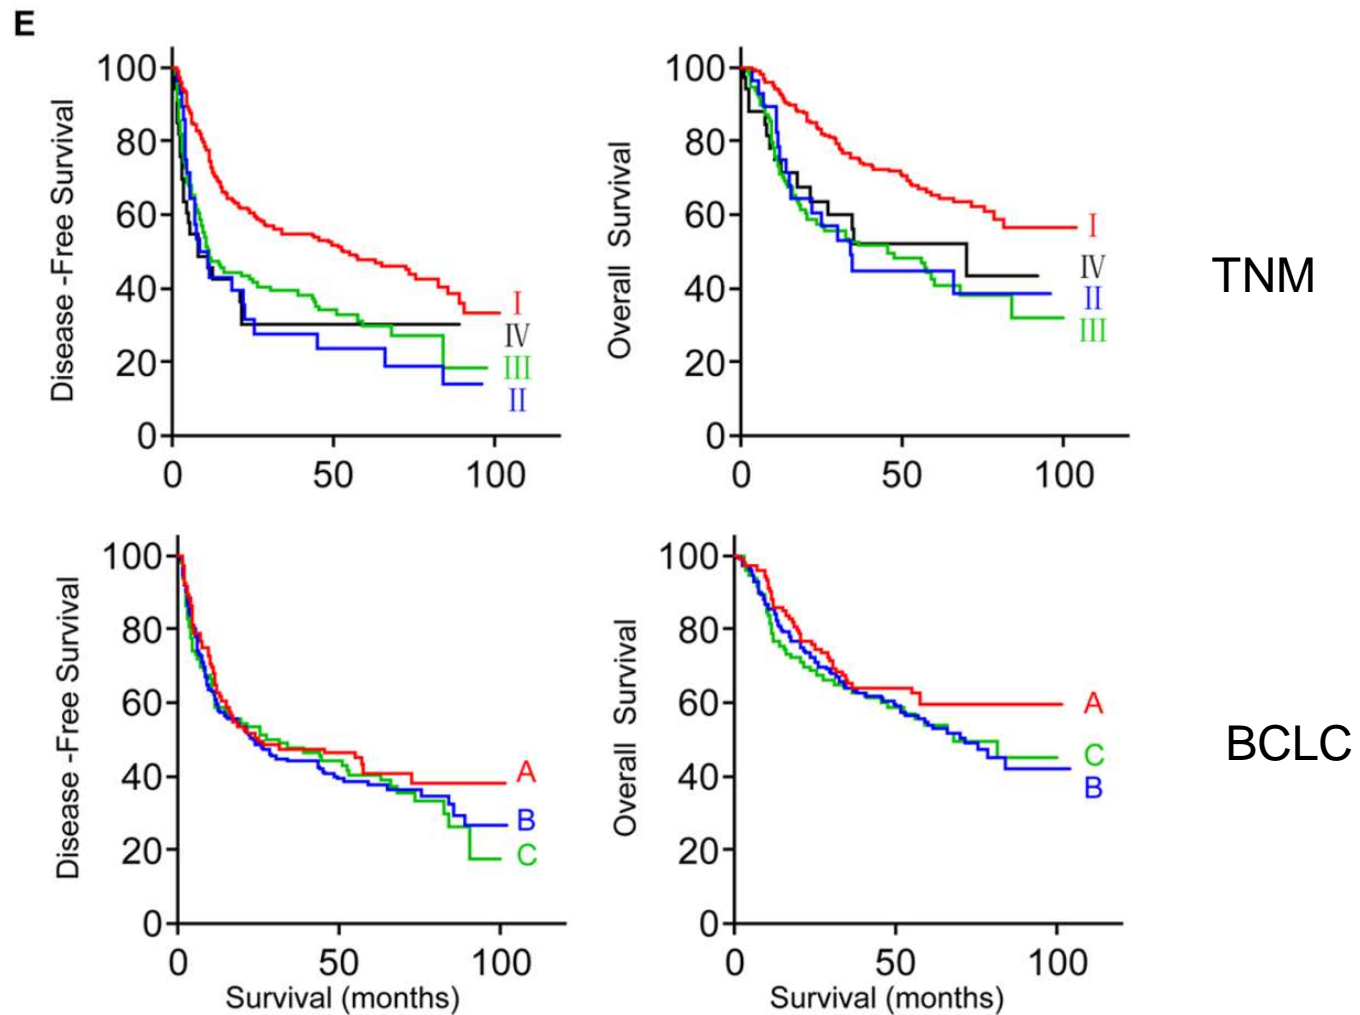 E
Disease -Free Survival
100
80
60
40
20
0
0 50 100
I
IV
III
II
Overall Survival
100
80
60
40
20
0
0 50 100
I
IV
II
III
TNM
Disease -Free Survival
100
80
60
40
20
0
0 50 100
Survival (months)
A
B
C
Overall Survival
100
80
60
40
20
0
0 50 100
Survival (months)
A
C
B
BCLC